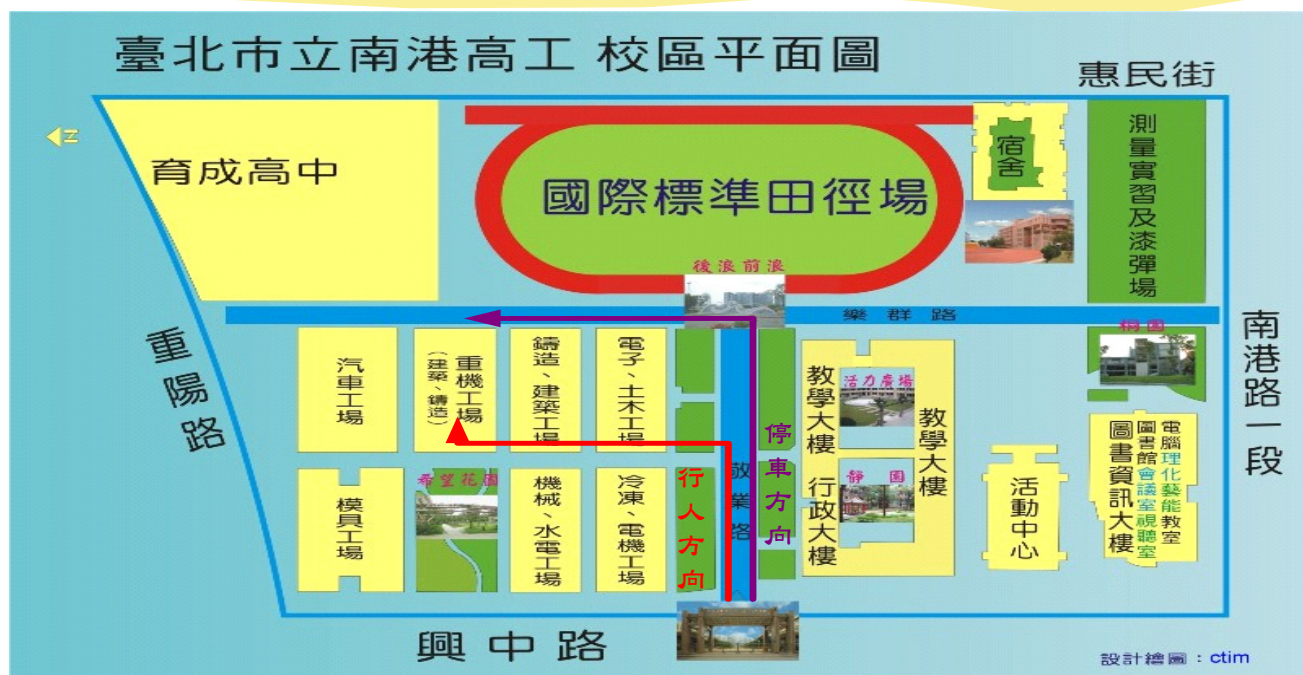 臺北市立南港高工 校區平面圖
惠民街
N
育成高中
國際標準田徑場
宿舍
測量實習及漆彈場
後浪前浪
樂群路
桐園
南港路一段
重陽路
汽車工場
重機工場
(建築、鑄造)
鑄造、建築工場
電子、土木工場
停車方向
敬業路
教學大樓
活力廣場
教學大樓
模具工場
希望花園
機械、水電工場
冷凍、電機工場
行人方向
行政大樓
靜園
活動中心
圖書資訊大樓
圖書館會議室視聽室
電腦理化藝能教室
興中路
設計繪圖：ctim